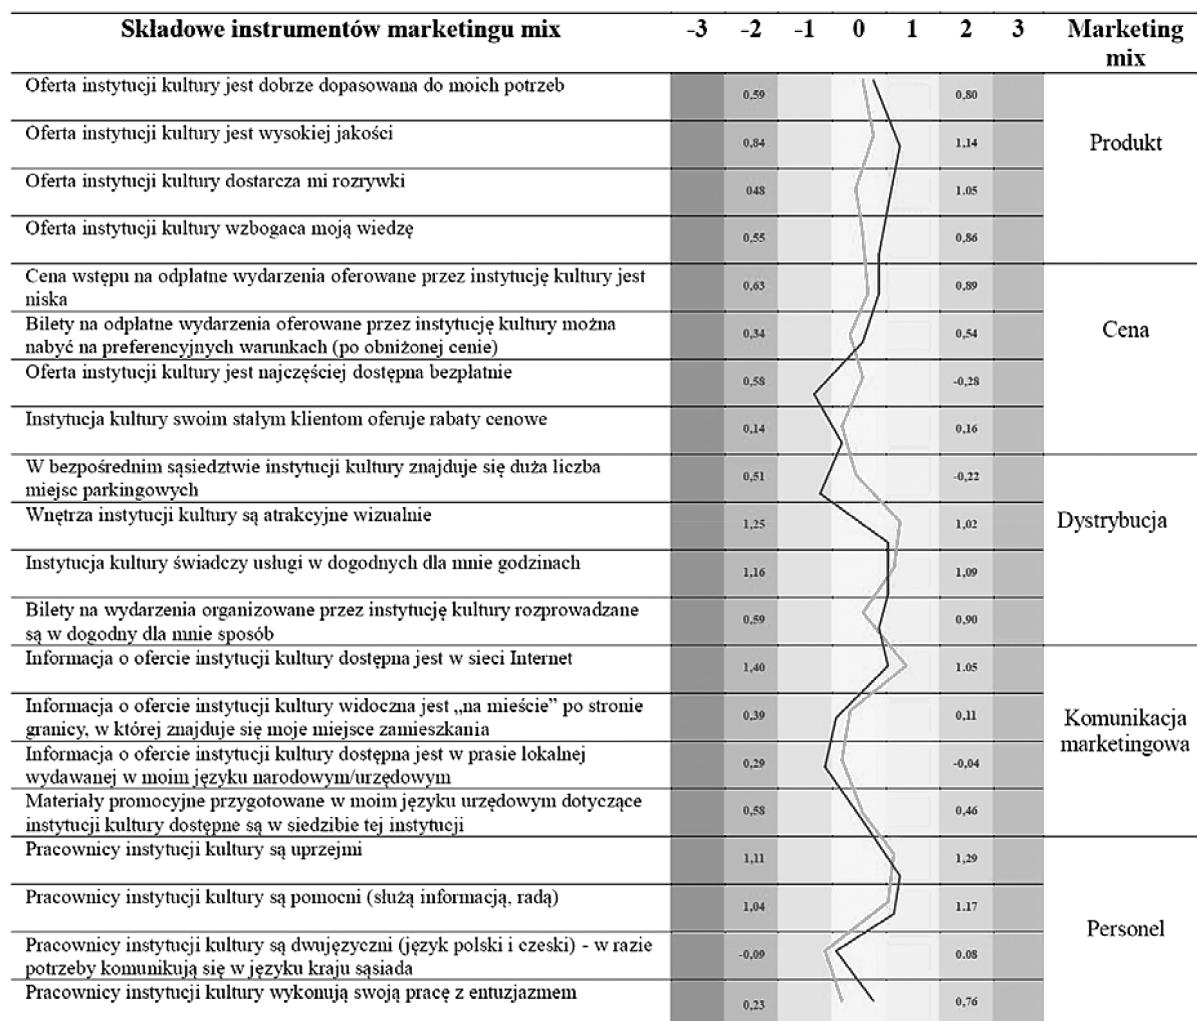 Składowe instrumentów marketingu mix -3 -2 -1 0 1 2 3 Marketing
mix
Oferta instytucji kultury jest dobrze dopasowana do moich potrzeb
0,59 0,80
Oferta instytucji kultury jest wysokiej jakości
0,84 1,14
Produkt
Oferta instytucji kultury dostarcza mi rozrywki
048 1.05
Oferta instytucji kultury wzbogaca moją wiedzę
0,55 0,86
Cena wstępu na odpłatne wydarzenia oferowane przez instytucję kultury jest
niska
0,63 0,89
Bilety na odpłatne wydarzenia oferowane przez instytucję kultury można
nabyć na preferencyjnych warunkach (po obniżonej cenie)
0,34 0,54
Cena
Oferta instytucji kultury jest najczęściej dostępna bezpłatnie
0,58 -0,28
Instytucja kultury swoim stałym klientom oferuje rabaty cenowe
0,14 0,16
W bezpośrednim sąsiedztwie instytucji kultury znajduje się duża liczba
miejsc parkingowych
0,51 -0,22
Wnętrza instytucji kultury są atrakcyjne wizualnie
1,25 1,02
Dystrybucja
Instytucja kultury świadczy usługi w dogodnych dla mnie godzinach
1,16 1,09
Bilety na wydarzenia organizowane przez instytucję kultury rozprowadzane
są w dogodny dla mnie sposób
0,59 0,90
Informacja o ofercie instytucji kultury dostępna jest w sieci Internet
1,40 1.05
Informacja o ofercie instytucji kultury widoczna jest „na mieście” po stronie
granicy, w której znajduje się moje miejsce zamieszkania
0,39 0,11
Komunikacja
marketingowa
Informacja o ofercie instytucji kultury dostępna jest w prasie lokalnej
wydawanej w moim języku narodowym/urzędowym
0,29 -0,04
Materiały promocyjne przygotowane w moim języku urzędowym dotyczące
instytucji kultury dostępne są w siedzibie tej instytucji
0,58 0,46
Pracownicy instytucji kultury są uprzejmi
1,11 1,29
Pracownicy instytucji kultury są pomocni (służą informacją, radą)
1,04 1.17
Personel
Pracownicy instytucji kultury są dwujęzyczni (język polski i czeski) - w razie
potrzeby komunikują się w języku kraju sąsiada
-0,09 0.08
Pracownicy instytucji kultury wykonują swoją pracę z entuzjazmem
0,23 0,76